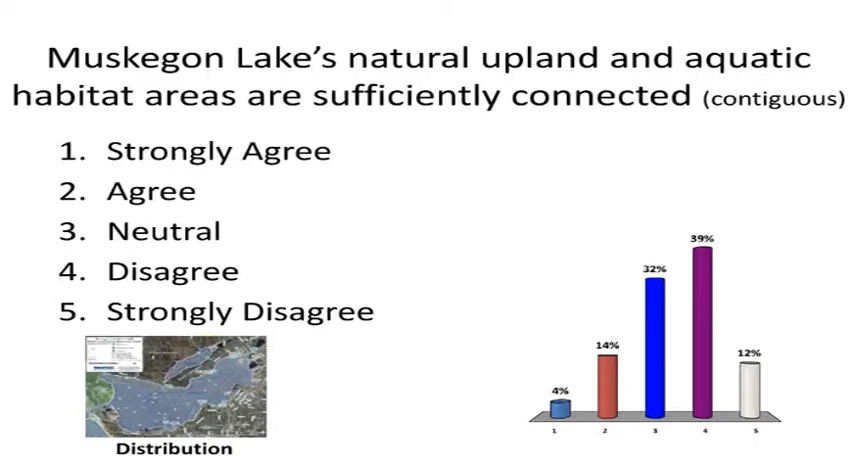 Muskegon Lake's natural upland and aquatic
habitat areas are sufficiently connected (contiguous)
1. Strongly Agree
2. Agree
3. Neutral
4. Disagree
5. Strongly Disagree
Distribution
4%
14%
32%
39%
12%
1 2 3 4 5